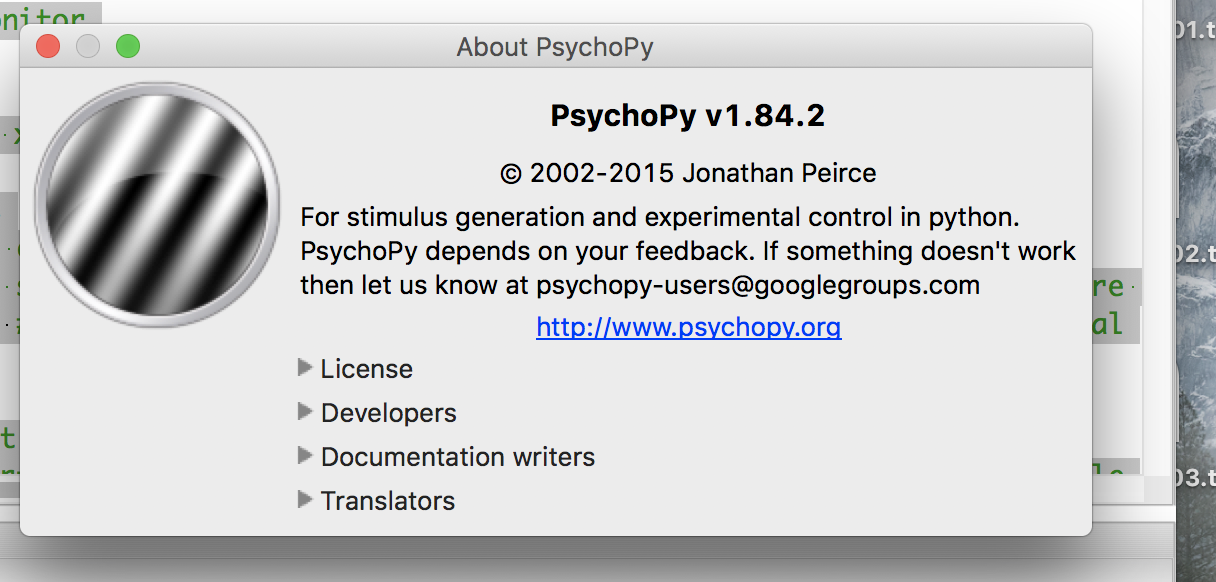 onitor
About PsychoPy
PsychoPy v1.84.2
© 2002-2015 Jonathan Peirce
For stimulus generation and experimental control in python.
PsychoPy depends on your feedback. If something doesn't work
then let us know at psychopy-users@googlegroups.com
http://www.psychopy.org
License
Developers
Documentation writers
Translators
01.t
02.t
re
al
03.t